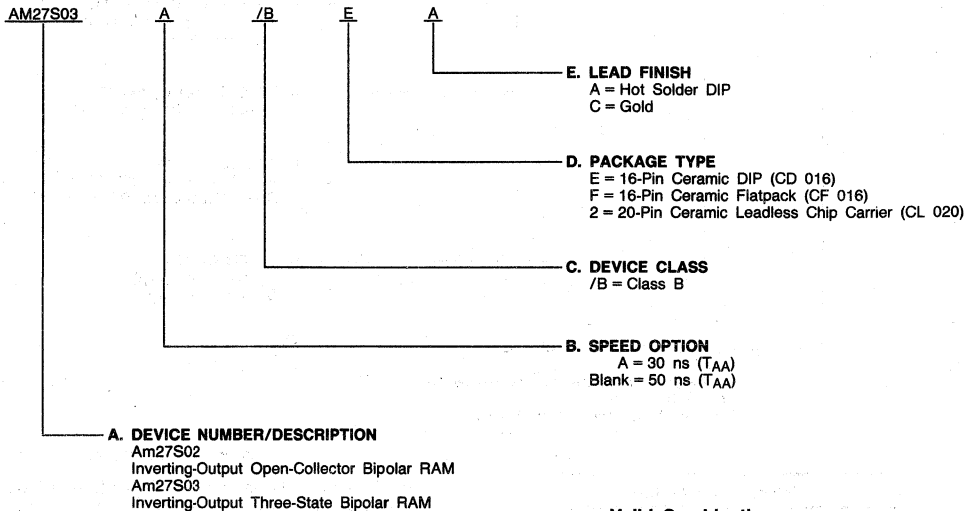 AM27S03 A /B E A
E. LEAD FINISH
A = Hot Solder DIP
C = Gold
D. PACKAGE TYPE
E = 16-Pin Ceramic DIP (CD 016)
F = 16-Pin Ceramic Flatpack (CF 016)
2 = 20-Pin Ceramic Leadless Chip Carrier (CL 020)
C. DEVICE CLASS
/B = Class B
B. SPEED OPTION
A = 30 ns (TAA)
Blank = 50 ns (TAA)
A. DEVICE NUMBER/DESCRIPTION
Am27S02
Inverting-Output Open-Collector Bipolar RAM
Am27S03
Inverting-Output Three-State Bipolar RAM